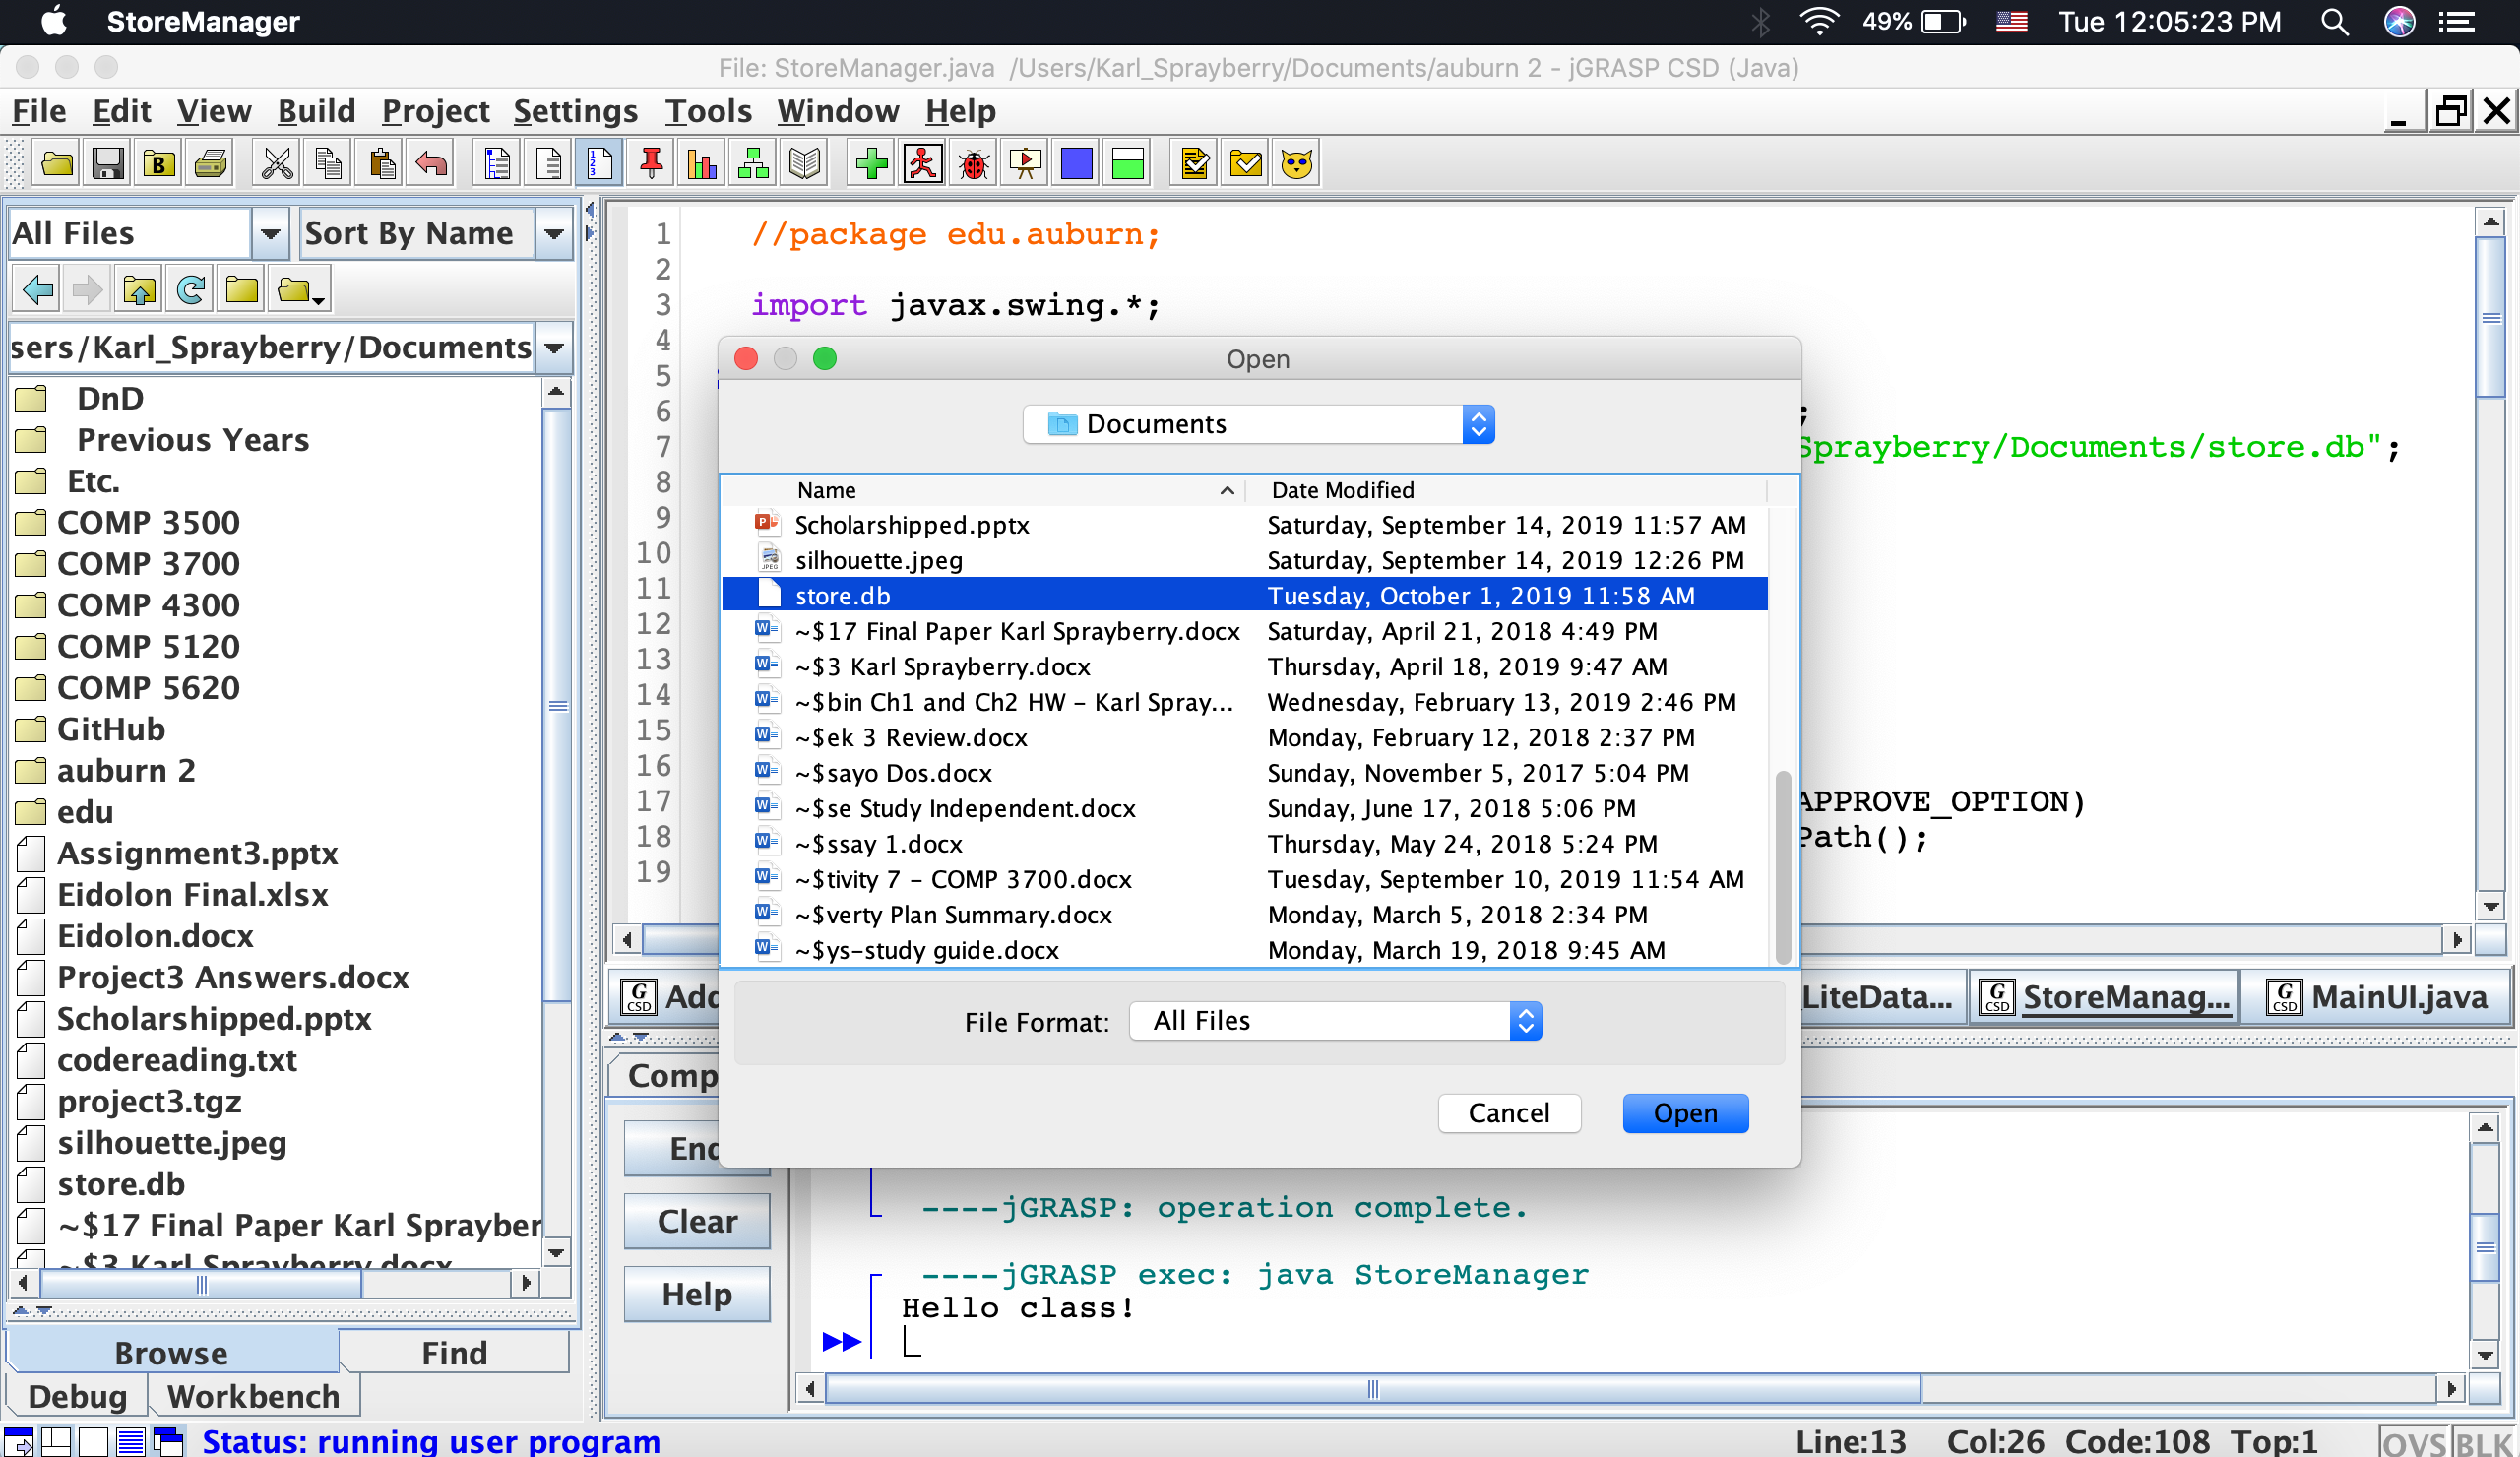 StoreManager 49% Tue 12:05:23 PM
File: StoreManager.java /Users/Karl_Sprayberry/Documents/auburn 2 - jGRASP CSD (Java)
File Edit View Build Project Settings Tools Window Help
All Files Sort By Name
sers/Karl_Sprayberry/Documents
DnD
Previous Years
Etc.
COMP 3500
COMP 3700
COMP 4300
COMP 5120
COMP 5620
GitHub
auburn 2
edu
Assignment3.pptx
Eidolon Final.xlsx
Eidolon.docx
Project3 Answers.docx
Scholarshipped.pptx
codereading.txt
project3.tgz
silhouette.jpeg
store.db
~$17 Final Paper Karl Sprayber
~$3 Karl Sprayberry.docx
Browse Find
Debug Workbench
1 //package edu.auburn;
2
3 import javax.swing.*;
4
5
6 ;
7 Sprayberry/Documents/store.db";
8
9
10
11
12
13
14
15
16
17 APPROVE_OPTION)
18 Path();
19
Open
Documents
Name Date Modified
Scholarshipped.pptx Saturday, September 14, 2019 11:57 AM
silhouette.jpeg Saturday, September 14, 2019 12:26 PM
store.db Tuesday, October 1, 2019 11:58 AM
~$17 Final Paper Karl Sprayberry.docx Saturday, April 21, 2018 4:49 PM
~$3 Karl Sprayberry.docx Thursday, April 18, 2019 9:47 AM
~$bin Ch1 and Ch2 HW – Karl Spray... Wednesday, February 13, 2019 2:46 PM
~$ek 3 Review.docx Monday, February 12, 2018 2:37 PM
~$sayo Dos.docx Sunday, November 5, 2017 5:04 PM
~$se Study Independent.docx Sunday, June 17, 2018 5:06 PM
~$ssay 1.docx Thursday, May 24, 2018 5:24 PM
~$tivity 7 – COMP 3700.docx Tuesday, September 10, 2019 11:54 AM
~$verty Plan Summary.docx Monday, March 5, 2018 2:34 PM
~$ys-study guide.docx Monday, March 19, 2018 9:45 AM
File Format: All Files
Cancel Open
Add LiteData... StoreManag... MainUI.java
Comp
End
Clear
Help
----jGRASP: operation complete.
----jGRASP exec: java StoreManager
Hello class!
Status: running user program Line:13 Col:26 Code:108 Top:1 OVS BLK